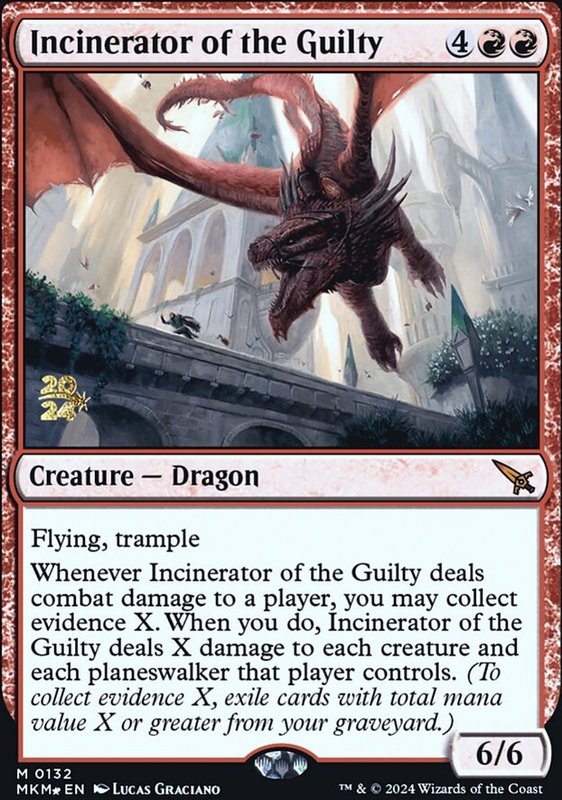 Incinerator of the Guilty 4
20
24
Creature — Dragon
Flying, trample
Whenever Incinerator of the Guilty deals
combat damage to a player, you may collect
evidence X. When you do, Incinerator of the
Guilty deals X damage to each creature and
each planeswalker that player controls. (To
collect evidence X, exile cards with total mana
value X or greater from your graveyard.)
6/6
M 0132
MKM★EN Lucas Graciano
™ & © 2024 Wizards of the Coast